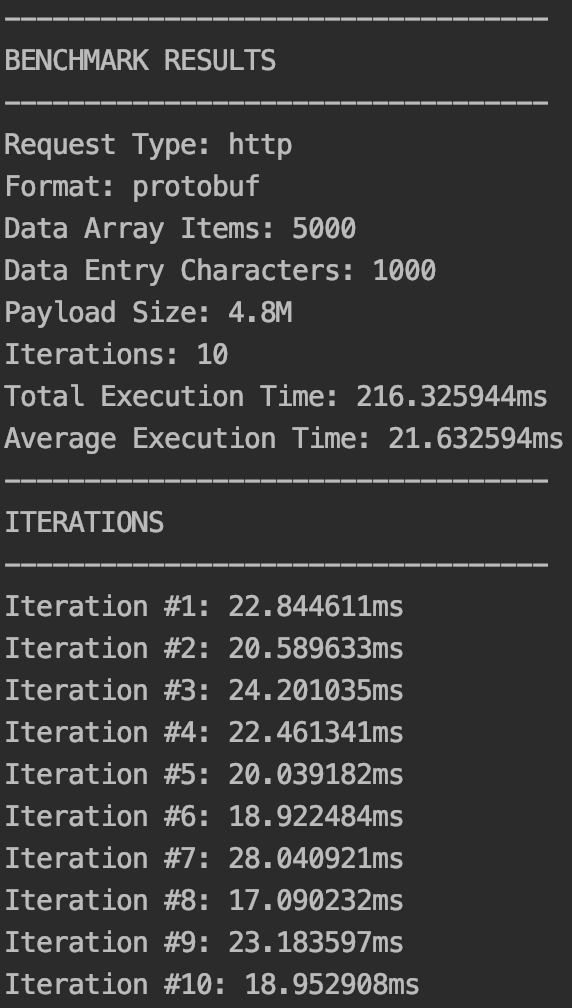 ----------------------------------
BENCHMARK RESULTS
----------------------------------
Request Type: http
Format: protobuf
Data Array Items: 5000
Data Entry Characters: 1000
Payload Size: 4.8M
Iterations: 10
Total Execution Time: 216.325944ms
Average Execution Time: 21.632594ms
----------------------------------
ITERATIONS
----------------------------------
Iteration #1: 22.844611ms
Iteration #2: 20.589633ms
Iteration #3: 24.201035ms
Iteration #4: 22.461341ms
Iteration #5: 20.039182ms
Iteration #6: 18.922484ms
Iteration #7: 28.040921ms
Iteration #8: 17.090232ms
Iteration #9: 23.183597ms
Iteration #10: 18.952908ms